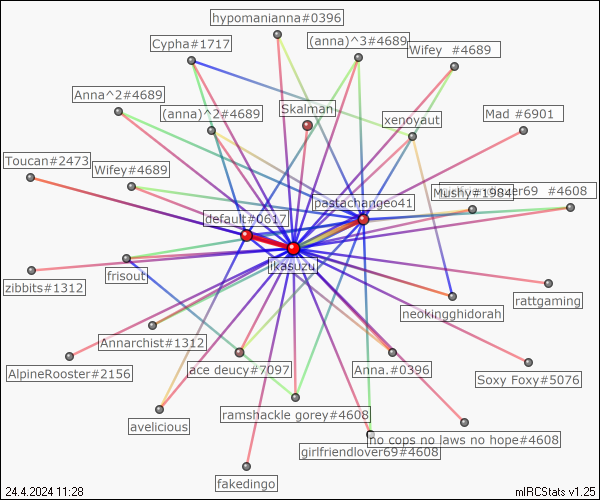 hypomanianna#0396
Cypha#1717
(anna)^3#4689
Wifey #4689
Anna^2#4689
(anna)^2#4689
Skalman
xenoyaut
Mad #6901
Toucan#2473
Wifey#4689
Mushy#1984
69 #4608
pastachangeo41
default#0617
ikasuzu
frisout
zibbits#1312
rattgaming
neokingghidorah
Annarchist#1312
AlpineRooster#2156
ace deucy#7097
Anna.#0396
Soxy Foxy#5076
ramshackle gorey#4608
avelicious
no cops no laws no hope#4608
girlfriendlover69#4608
fakedingo
24.4.2024 11:28
mIRCStats v1.25